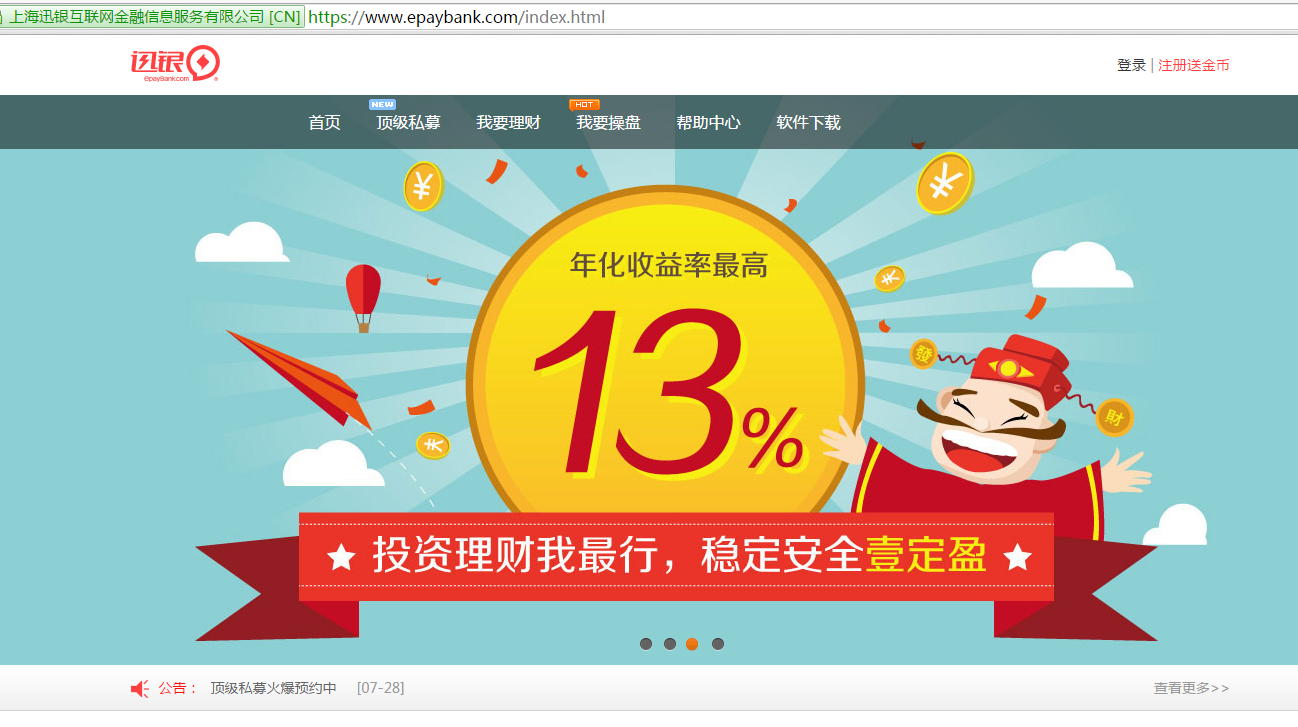 上海迅银互联网金融信息服务有限公司 [CN] https://www.epaybank.com/index.html
迅银
epayBank.com
登录 | 注册送金币
NEW
HOT
首页 顶级私募 我要理财 我要操盘 帮助中心 软件下载
¥
¥
年化收益率最高
¥
13%
發
財
¥
投资理财我最行，稳定安全壹定盈
公告： 顶级私募火爆预约中 [07-28] 查看更多>>